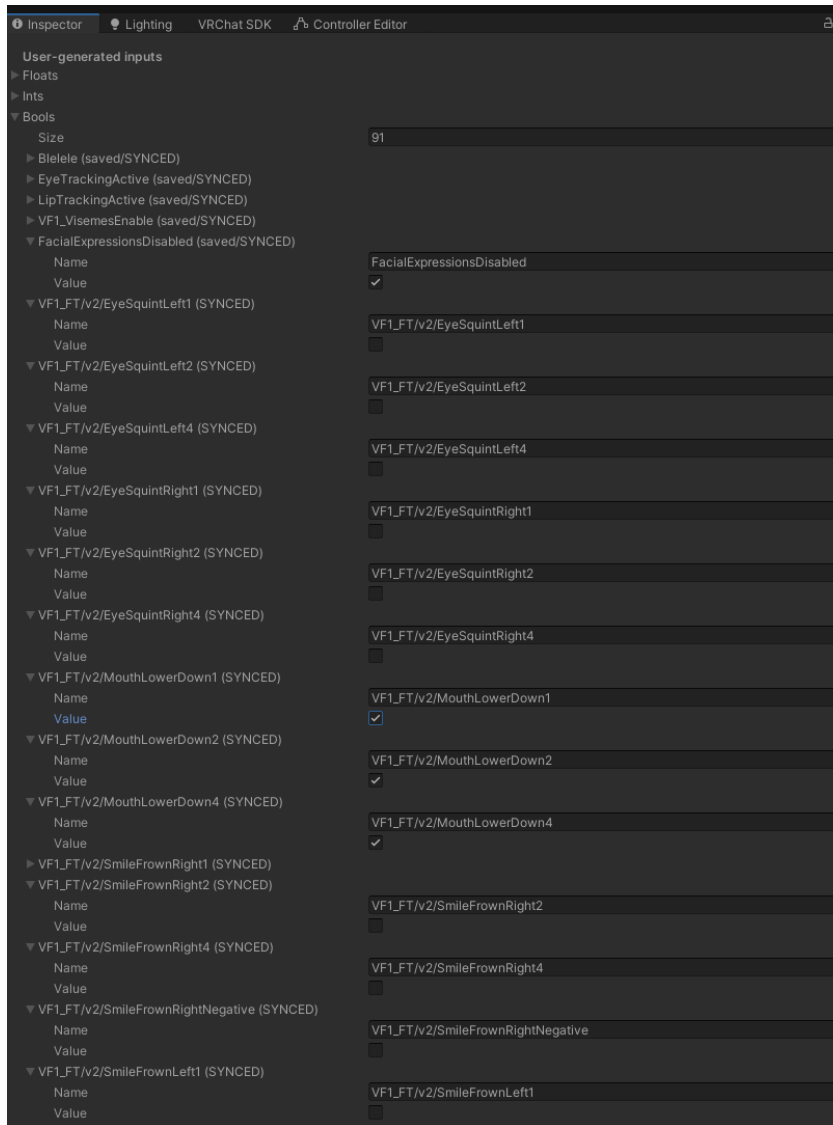 Inspector Lighting VRChat SDK Controller Editor
User-generated inputs
Floats
Ints
Bools
Size 91
Blelele (saved/SYNCED)
EyeTrackingActive (saved/SYNCED)
LipTrackingActive (saved/SYNCED)
VF1_VisemesEnable (saved/SYNCED)
FacialExpressionsDisabled (saved/SYNCED)
Name FacialExpressionsDisabled
Value
VF1_FT/v2/EyeSquintLeft1 (SYNCED)
Name VF1_FT/v2/EyeSquintLeft1
Value
VF1_FT/v2/EyeSquintLeft2 (SYNCED)
Name VF1_FT/v2/EyeSquintLeft2
Value
VF1_FT/v2/EyeSquintLeft4 (SYNCED)
Name VF1_FT/v2/EyeSquintLeft4
Value
VF1_FT/v2/EyeSquintRight1 (SYNCED)
Name VF1_FT/v2/EyeSquintRight1
Value
VF1_FT/v2/EyeSquintRight2 (SYNCED)
Name VF1_FT/v2/EyeSquintRight2
Value
VF1_FT/v2/EyeSquintRight4 (SYNCED)
Name VF1_FT/v2/EyeSquintRight4
Value
VF1_FT/v2/MouthLowerDown1 (SYNCED)
Name VF1_FT/v2/MouthLowerDown1
Value
VF1_FT/v2/MouthLowerDown2 (SYNCED)
Name VF1_FT/v2/MouthLowerDown2
Value
VF1_FT/v2/MouthLowerDown4 (SYNCED)
Name VF1_FT/v2/MouthLowerDown4
Value
VF1_FT/v2/SmileFrownRight1 (SYNCED)
VF1_FT/v2/SmileFrownRight2 (SYNCED)
Name VF1_FT/v2/SmileFrownRight2
Value
VF1_FT/v2/SmileFrownRight4 (SYNCED)
Name VF1_FT/v2/SmileFrownRight4
Value
VF1_FT/v2/SmileFrownRightNegative (SYNCED)
Name VF1_FT/v2/SmileFrownRightNegative
Value
VF1_FT/v2/SmileFrownLeft1 (SYNCED)
Name VF1_FT/v2/SmileFrownLeft1
Value